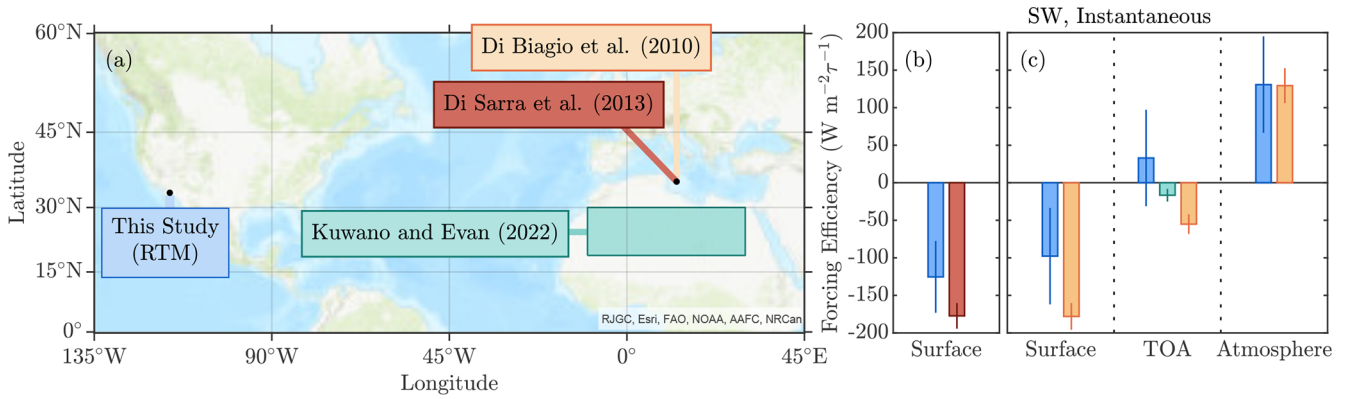 SW, Instantaneous
(a)
(b)
(c)
Di Biagio et al. (2010)
Di Sarra et al. (2013)
This Study
(RTM)
Kuwano and Evan (2022)
RJGC, Esri, FAO, NOAA, AAFC, NRCan
60°N
45°N
30°N
15°N
0°
Latitude
135°W
90°W
45°W
0°
45°E
Longitude
Forcing Efficiency (W m⁻²τ⁻¹)
200
150
100
50
0
-50
-100
-150
-200
Surface
Surface
TOA
Atmosphere